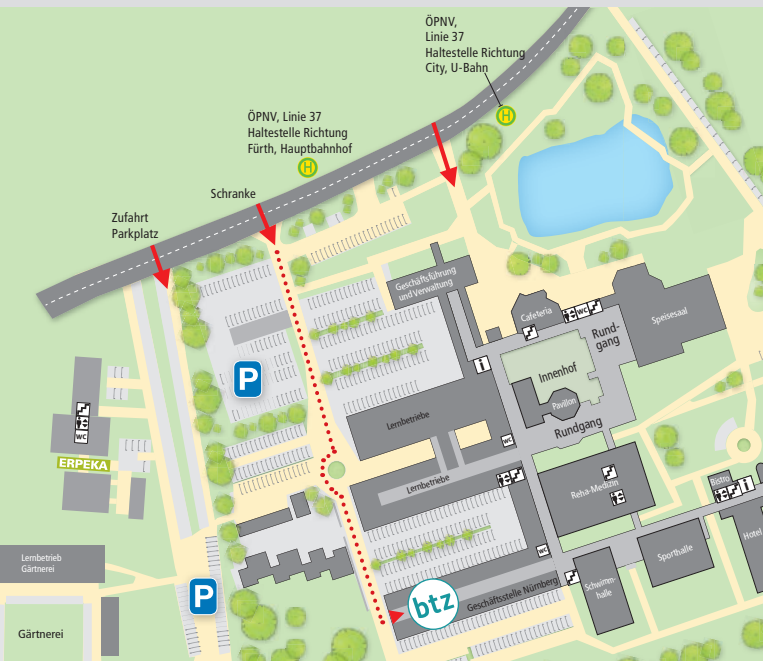 ÖPNV,
Linie 37
Haltestelle Richtung
City, U-Bahn
H
ÖPNV, Linie 37
Haltestelle Richtung
Fürth, Hauptbahnhof
H
Schranke
Zufahrt
Parkplatz
Geschäftsführung
und Verwaltung
Cafeteria
WC
Speisesaal
Rund-
gang
i
Innenhof
Pavillon
Rundgang
P
Lernbetriebe
WC
WC
ERPEKA
Lernbetriebe
Reha-Medizin
Bistro
i
Hotel
Sporthalle
WC
Schwimm-
halle
Lernbetrieb
Gärtnerei
P
btz
Geschäftsstelle Nürnberg
Gärtnerei